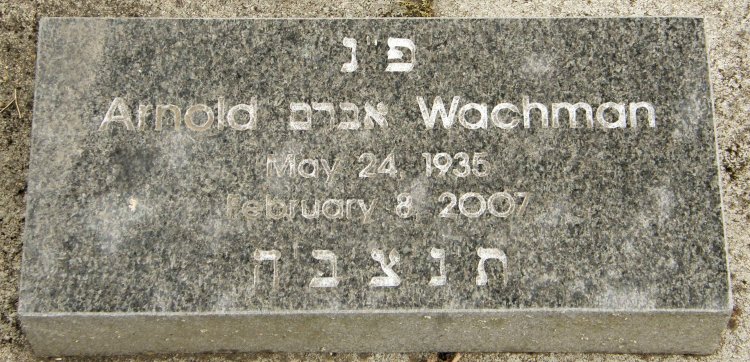 פ'נ
Arnold אברם Wachman
May 24, 1935
February 8, 2007
ת נ צ ב ה